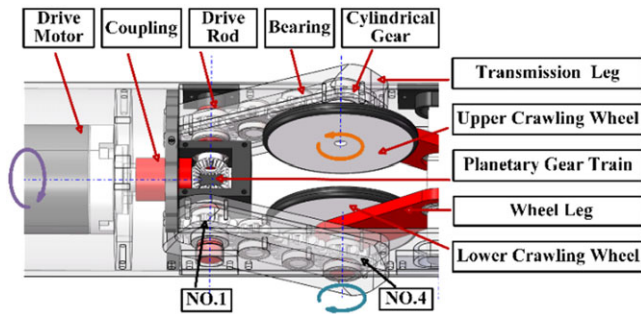 Drive
Motor
Coupling
Drive
Rod
Bearing
Cylindrical
Gear
Transmission Leg
Upper Crawling Wheel
Planetary Gear Train
Wheel Leg
Lower Crawling Wheel
NO.1
NO.4